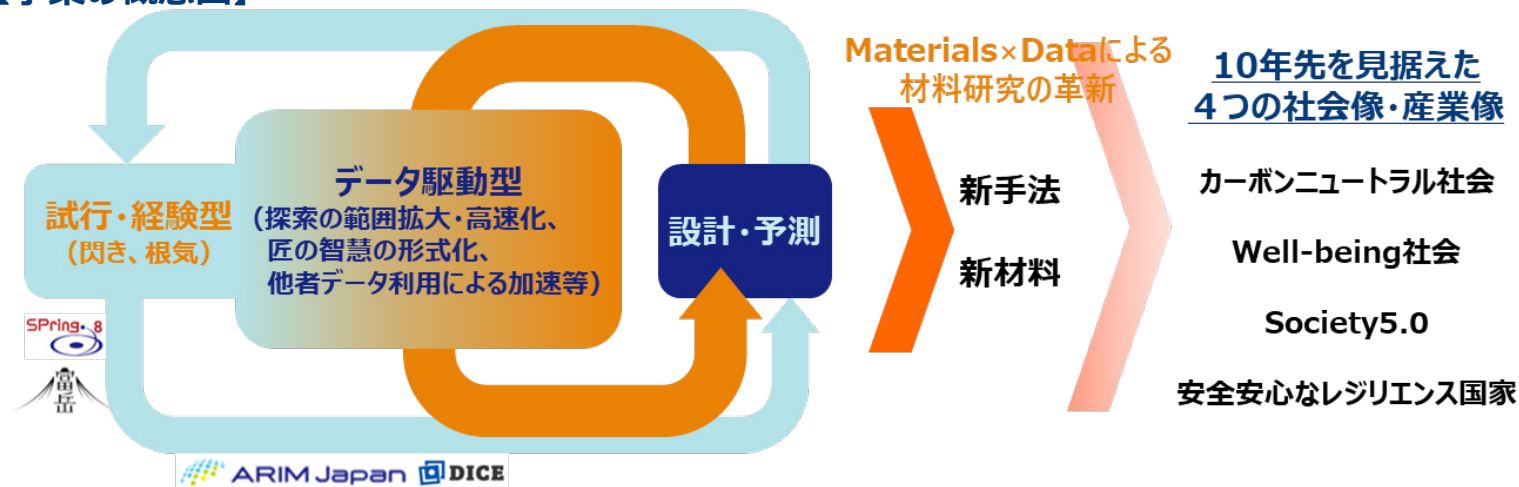 【事業の概念図】
試行・経験型
(閃き、根気)
データ駆動型
(探索の範囲拡大・高速化、
匠の智慧の形式化、
他者データ利用による加速等)
設計・予測
SPring-8
富岳
ARIM Japan
DICE
Materials×Dataによる
材料研究の革新
新手法
新材料
10年先を見据えた
4つの社会像・産業像
カーボンニュートラル社会
Well-being社会
Society5.0
安全安心なレジリエンス国家